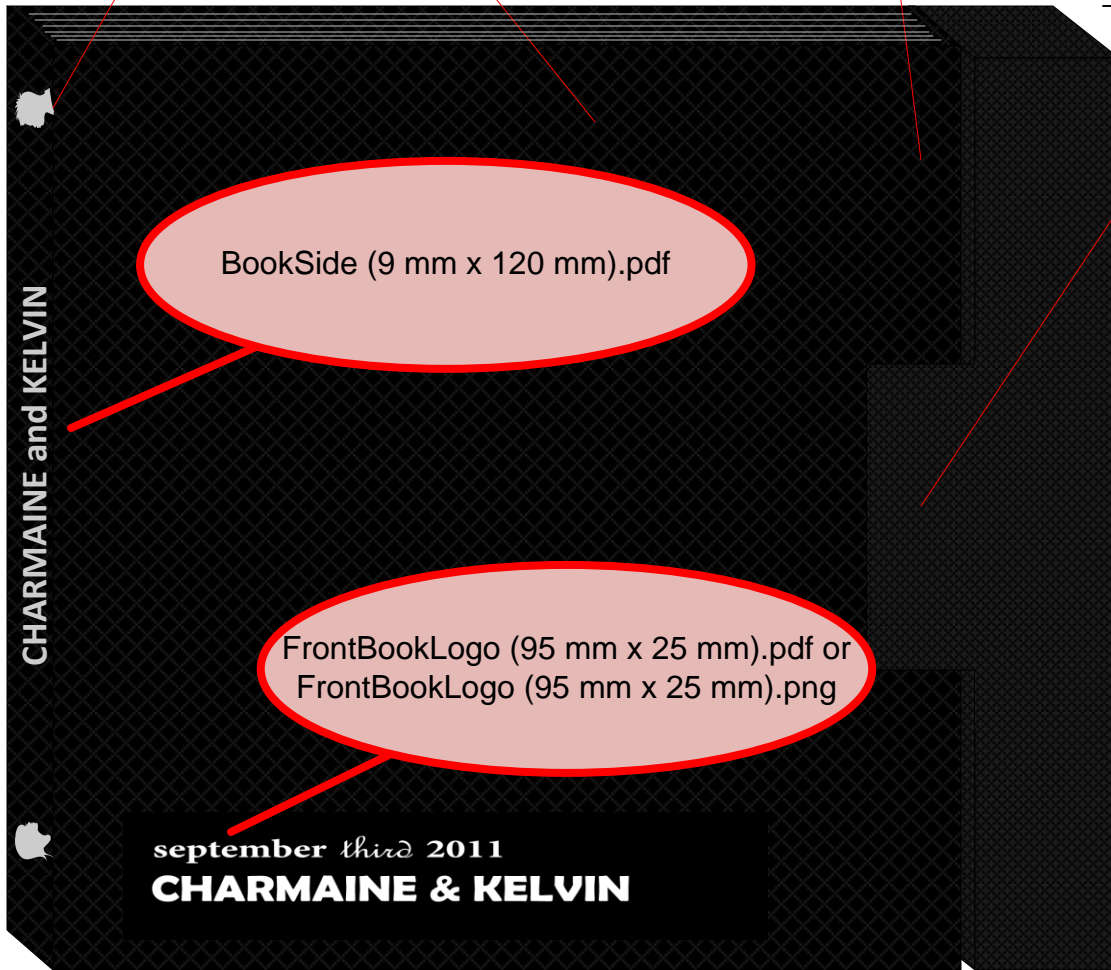 BookSide (9 mm x 120 mm).pdf
CHARMAINE and KELVIN
FrontBookLogo (95 mm x 25 mm).pdf or
FrontBookLogo (95 mm x 25 mm).png
september third 2011
CHARMAINE & KELVIN